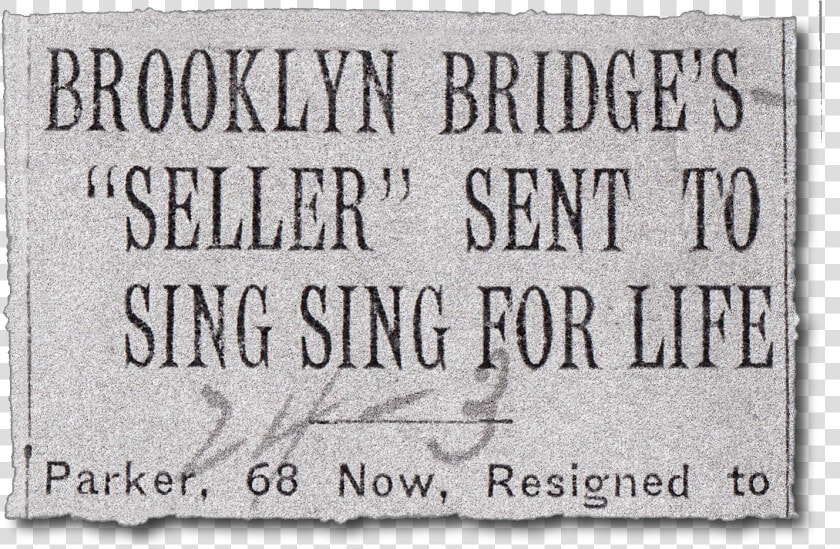 BROOKLYN BRIDGE'S
"SELLER" SENT TO
SING SING FOR LIFE
Parker, 68 Now, Resigned to